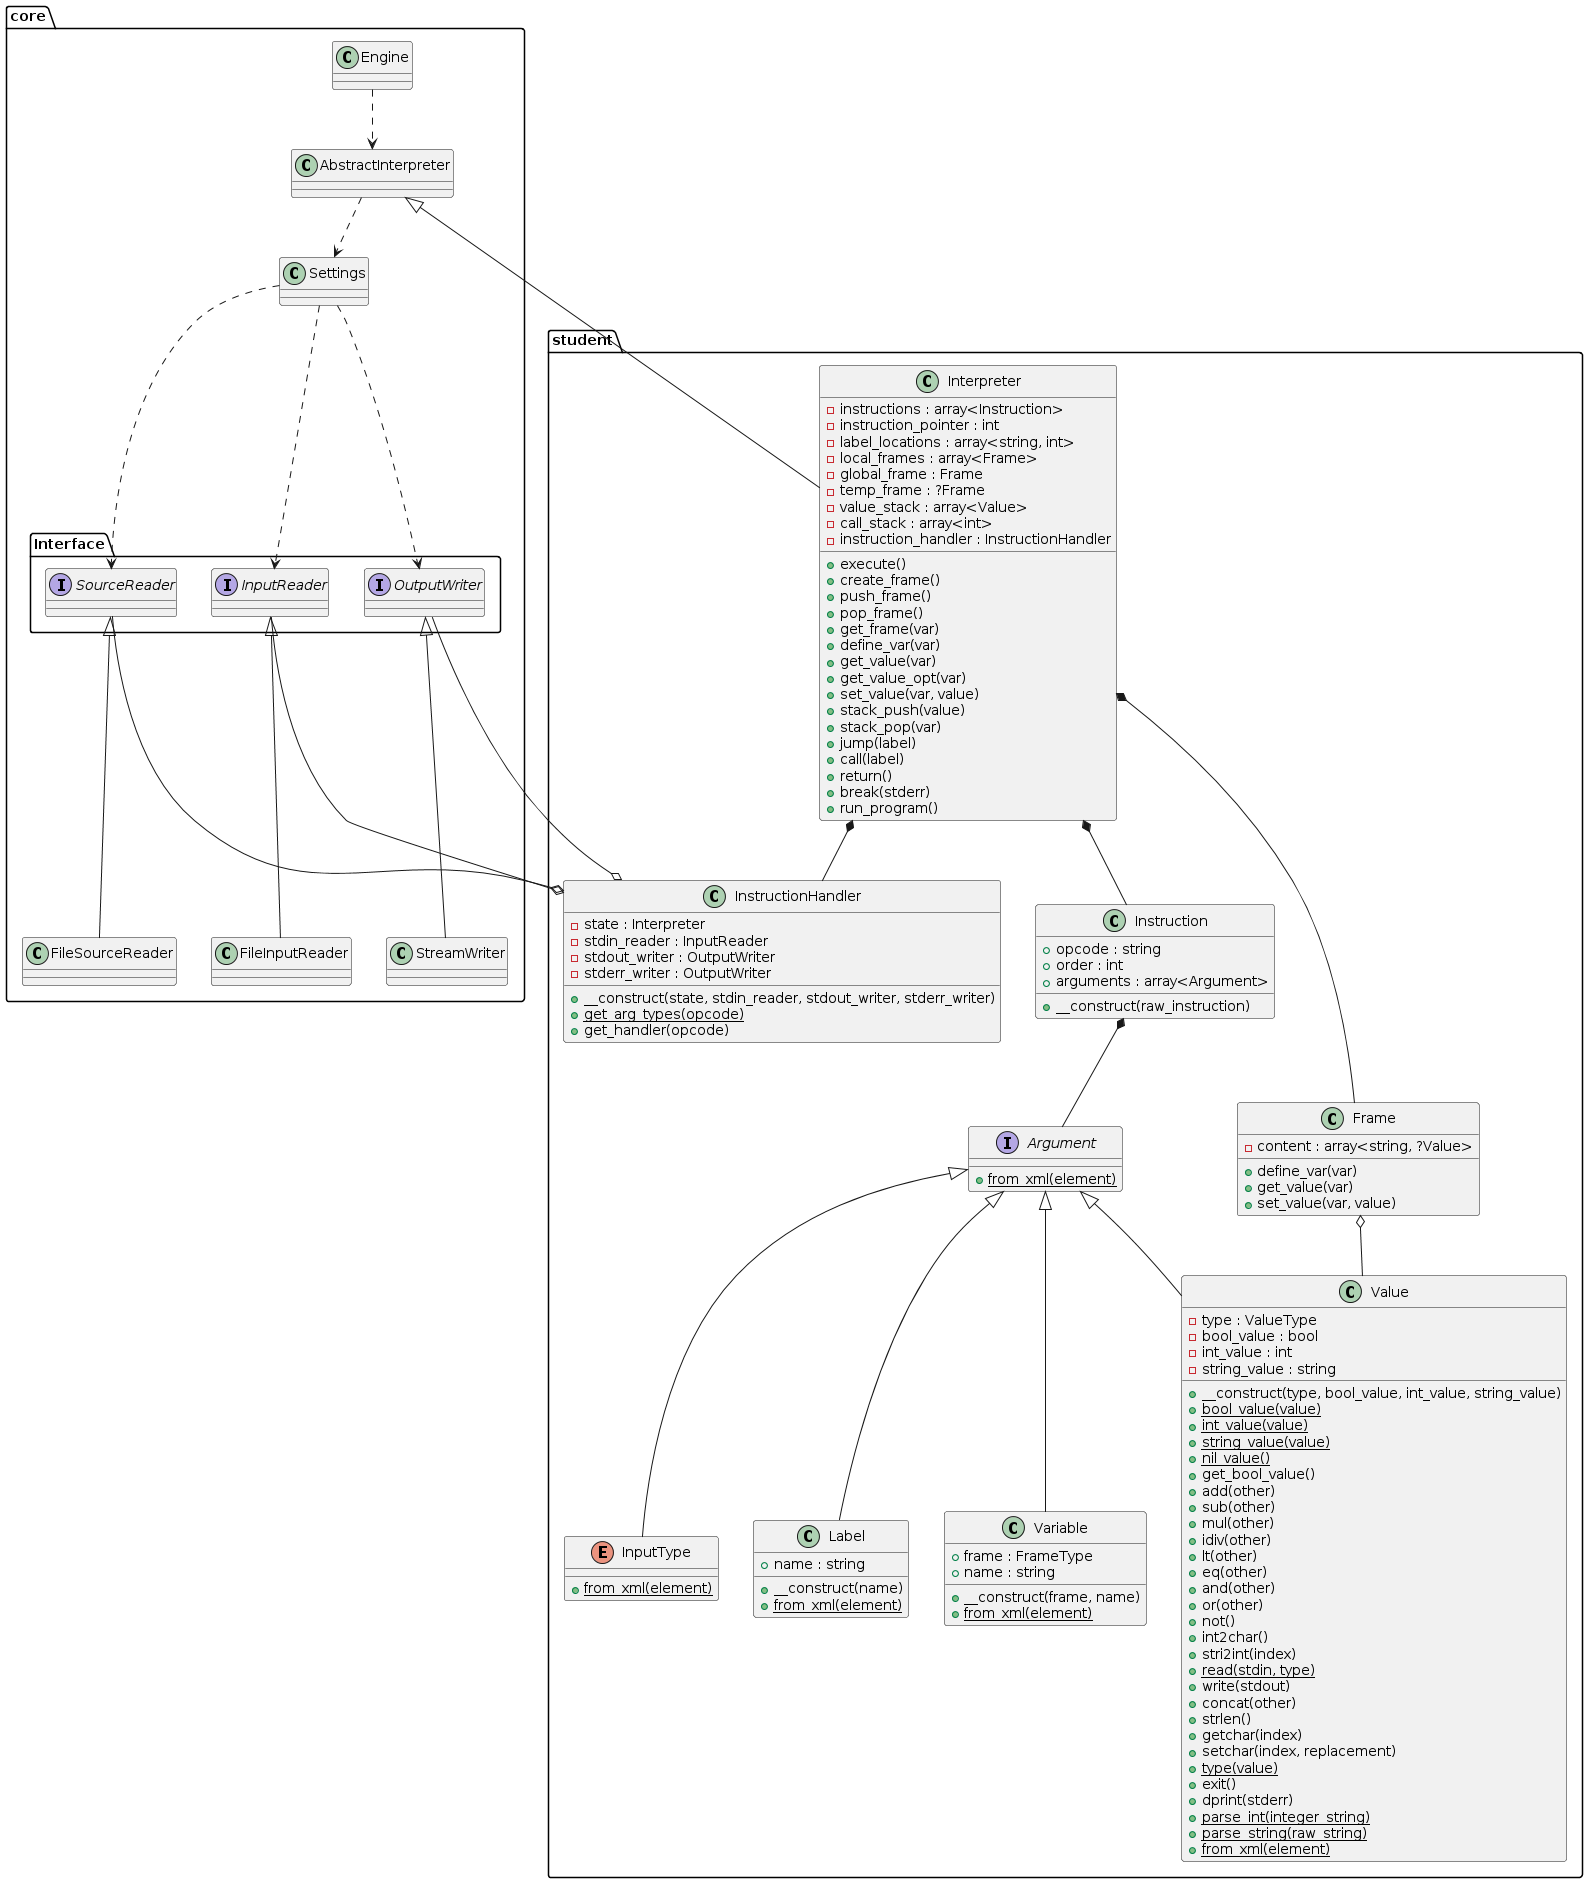 core
C Engine
C AbstractInterpreter
C Settings
student
C Interpreter
instructions : array<Instruction>
instruction_pointer : int
label_locations : array<string, int>
local_frames : array<Frame>
global_frame : Frame
temp_frame : ?Frame
value_stack : array<Value>
call_stack : array<int>
instruction_handler : InstructionHandler
execute()
create_frame()
push_frame()
pop_frame()
get_frame(var)
define_var(var)
get_value(var)
get_value_opt(var)
set_value(var, value)
stack_push(value)
stack_pop(var)
jump(label)
call(label)
return()
break(stderr)
run_program()
Interface
I SourceReader
I InputReader
I OutputWriter
C FileSourceReader
C FileInputReader
C StreamWriter
C InstructionHandler
state : Interpreter
stdin_reader : InputReader
stdout_writer : OutputWriter
stderr_writer : OutputWriter
__construct(state, stdin_reader, stdout_writer, stderr_writer)
get_arg_types(opcode)
get_handler(opcode)
C Instruction
opcode : string
order : int
arguments : array<Argument>
__construct(raw_instruction)
I Argument
from_xml(element)
C Frame
content : array<string, ?Value>
define_var(var)
get_value(var)
set_value(var, value)
E InputType
from_xml(element)
C Label
name : string
__construct(name)
from_xml(element)
C Variable
frame : FrameType
name : string
__construct(frame, name)
from_xml(element)
C Value
type : ValueType
bool_value : bool
int_value : int
string_value : string
__construct(type, bool_value, int_value, string_value)
bool_value(value)
int_value(value)
string_value(value)
nil_value()
get_bool_value()
add(other)
sub(other)
mul(other)
idiv(other)
lt(other)
eq(other)
and(other)
or(other)
not()
int2char()
stri2int(index)
read(stdin, type)
write(stdout)
concat(other)
strlen()
getchar(index)
setchar(index, replacement)
type(value)
exit()
dprint(stderr)
parse_int(integer_string)
parse_string(raw_string)
from_xml(element)